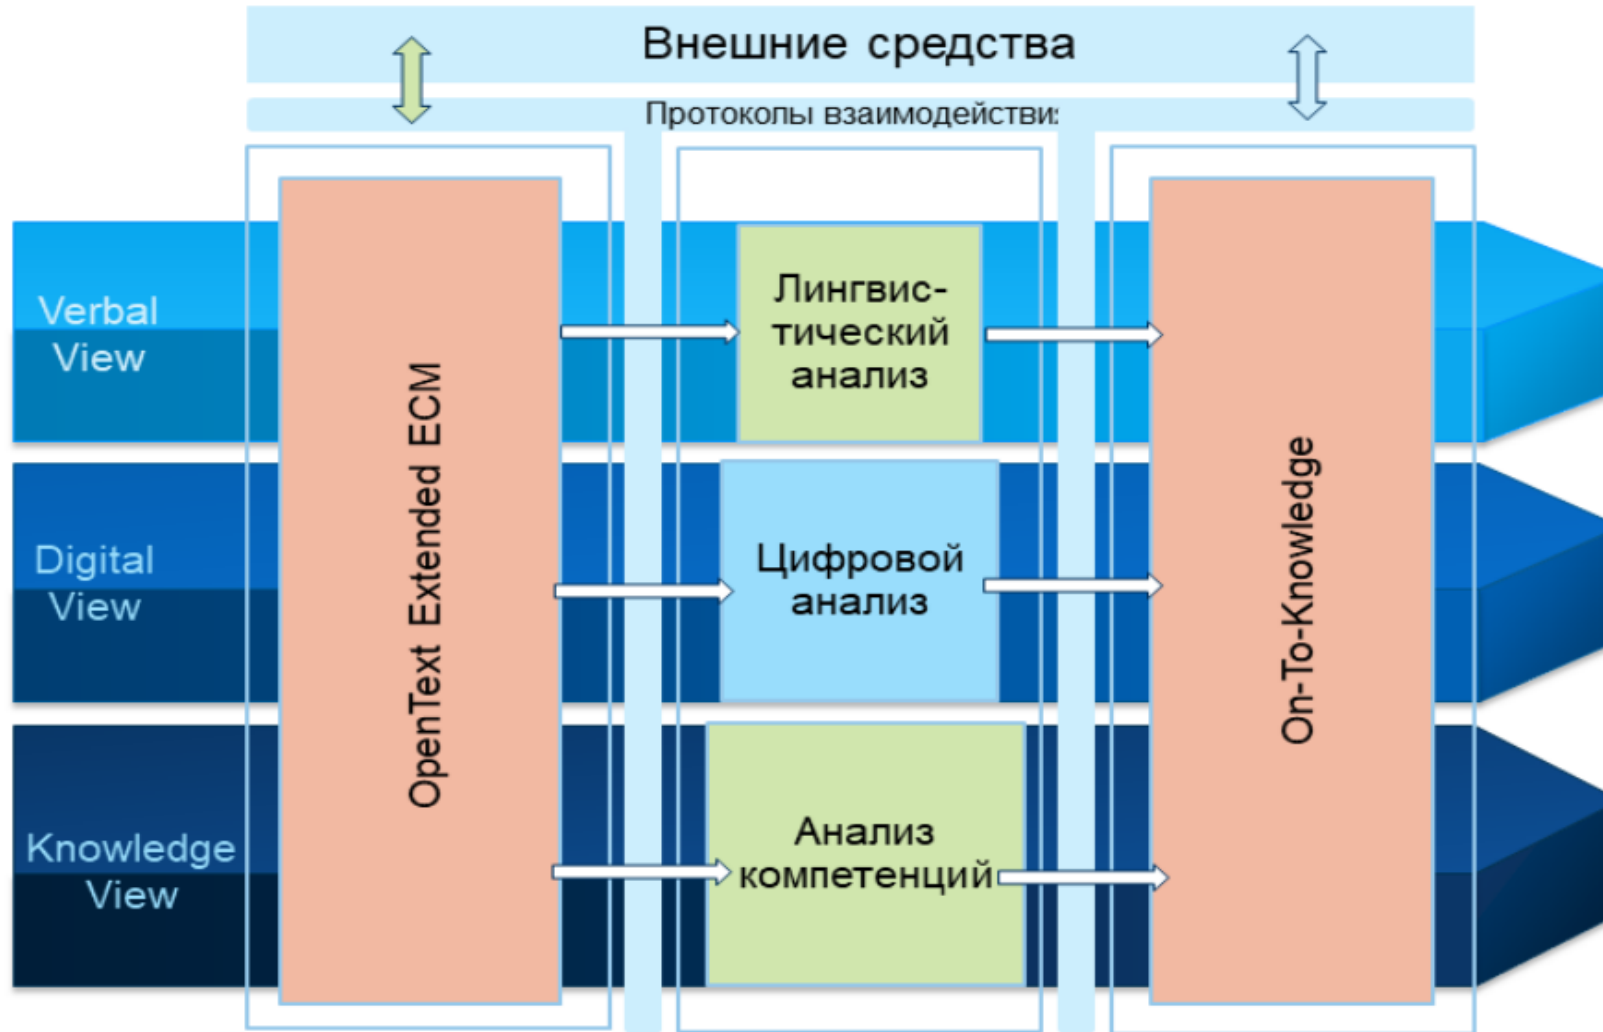 Внешние средства
Протоколы взаимодействи
Verbal
View
OpenText Extended ECM
Лингвис-
тический
анализ
On-To-Knowledge
Digital
View
Цифровой
анализ
Knowledge
View
Анализ
компетенций